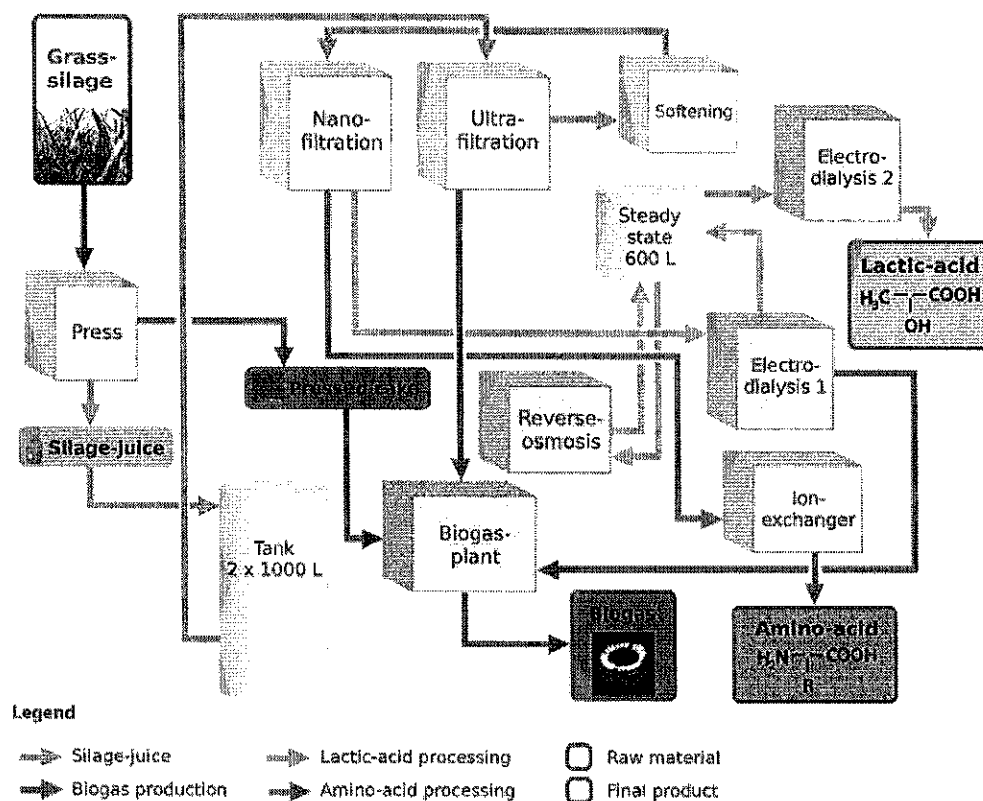 Grass-
silage
Nano-
filtration
Ultra-
filtration
Softening
Electro-
dialysis 2
Steady
state
600 L
Lactic-acid
H₃C
COOH
OH
Press
Pressed cake
Electro-
dialysis 1
Reverse-
osmosis
Silage-juice
Ion-
exchanger
Tank
2 x 1000 L
Biogas-
plant
Biogas
Amino-acid
H₂N
COOH
R
Legend
Silage-juice
Lactic-acid processing
Raw material
Biogas production
Amino-acid processing
Final product